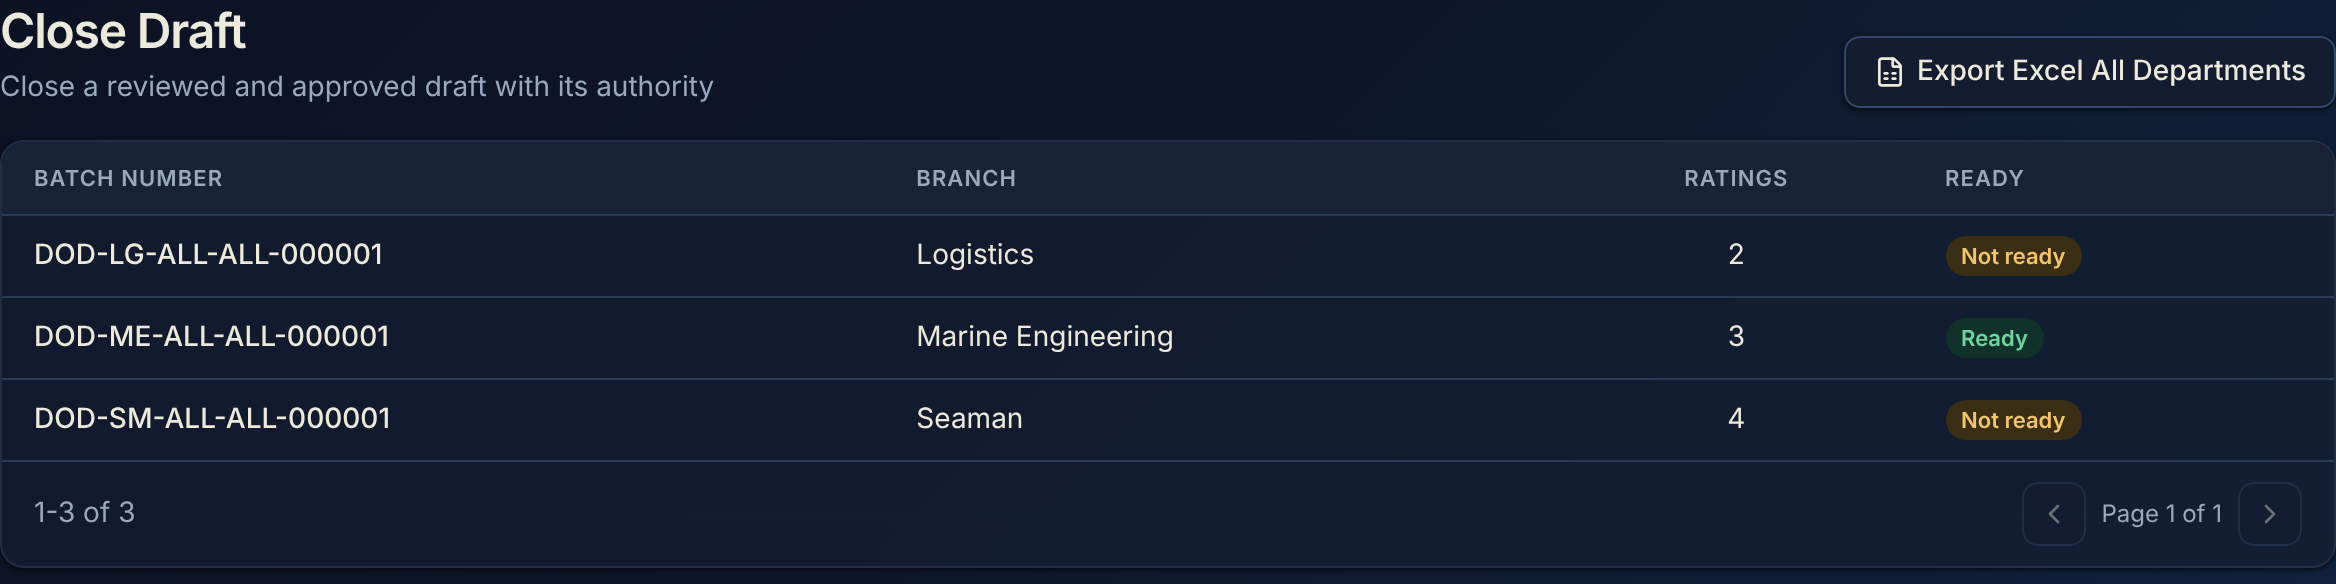 Close Draft
Close a reviewed and approved draft with its authority
Export Excel All Departments
BATCH NUMBER BRANCH RATINGS READY
DOD-LG-ALL-ALL-000001 Logistics 2 Not ready
DOD-ME-ALL-ALL-000001 Marine Engineering 3 Ready
DOD-SM-ALL-ALL-000001 Seaman 4 Not ready
1-3 of 3 Page 1 of 1